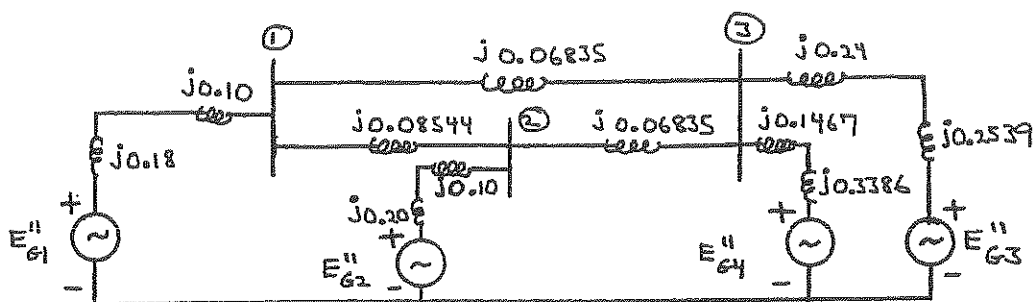 ①
③
j0.06835
j0.24
j0.10
j0.08544
②
j0.06835
j0.1467
j0.2539
j0.18
j0.10
j0.3386
j0.20
+
E"G1
~
-
+
E"G2
~
-
+
E"G4
~
-
+
E"G3
~
-